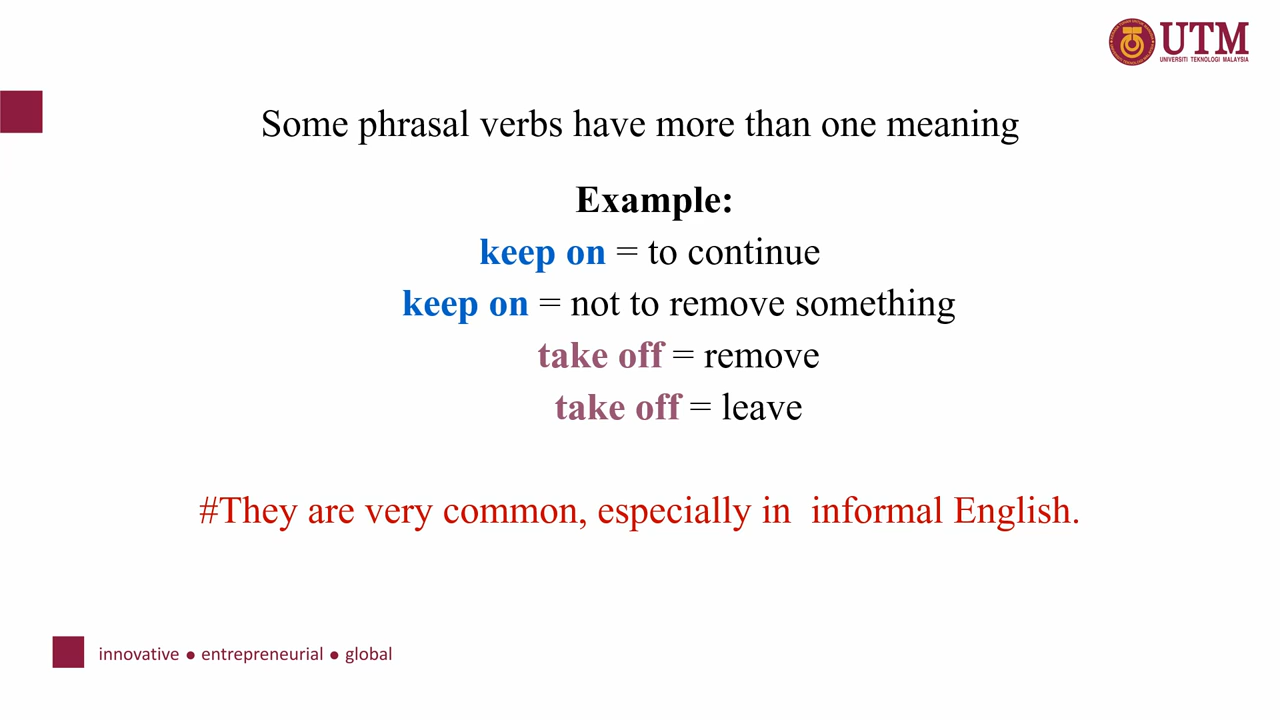 UTM
UNIVERSITI TEKNOLOGI MALAYSIA
Some phrasal verbs have more than one meaning
Example:
keep on = to continue
keep on = not to remove something
take off = remove
take off = leave
#They are very common, especially in  informal English.
innovative ● entrepreneurial ● global